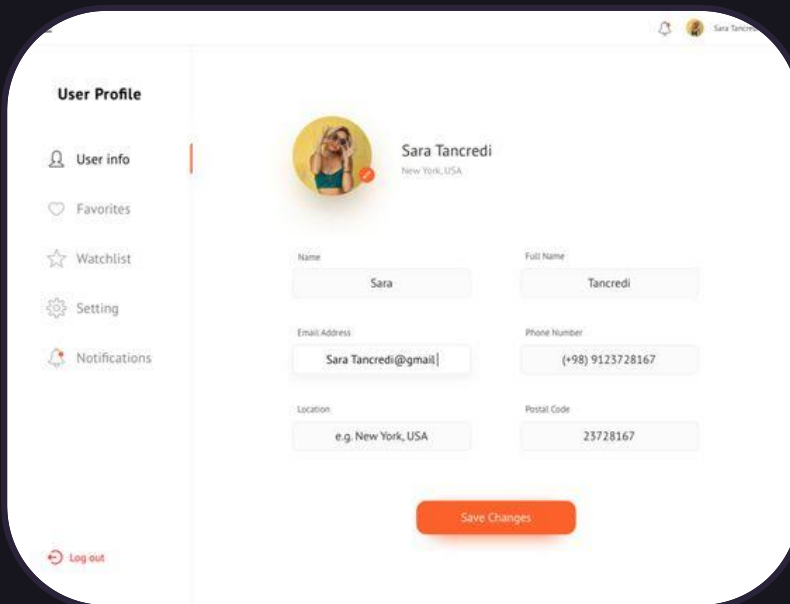 Sara Tancredi
User Profile
User info
Favorites
Watchlist
Setting
Notifications
Log out
Sara Tancredi
New York, USA
Name
Sara
Full Name
Tancredi
Email Address
Sara Tancredi@gmail
Phone Number
(+98) 9123728167
Location
e.g. New York, USA
Postal Code
23728167
Save Changes